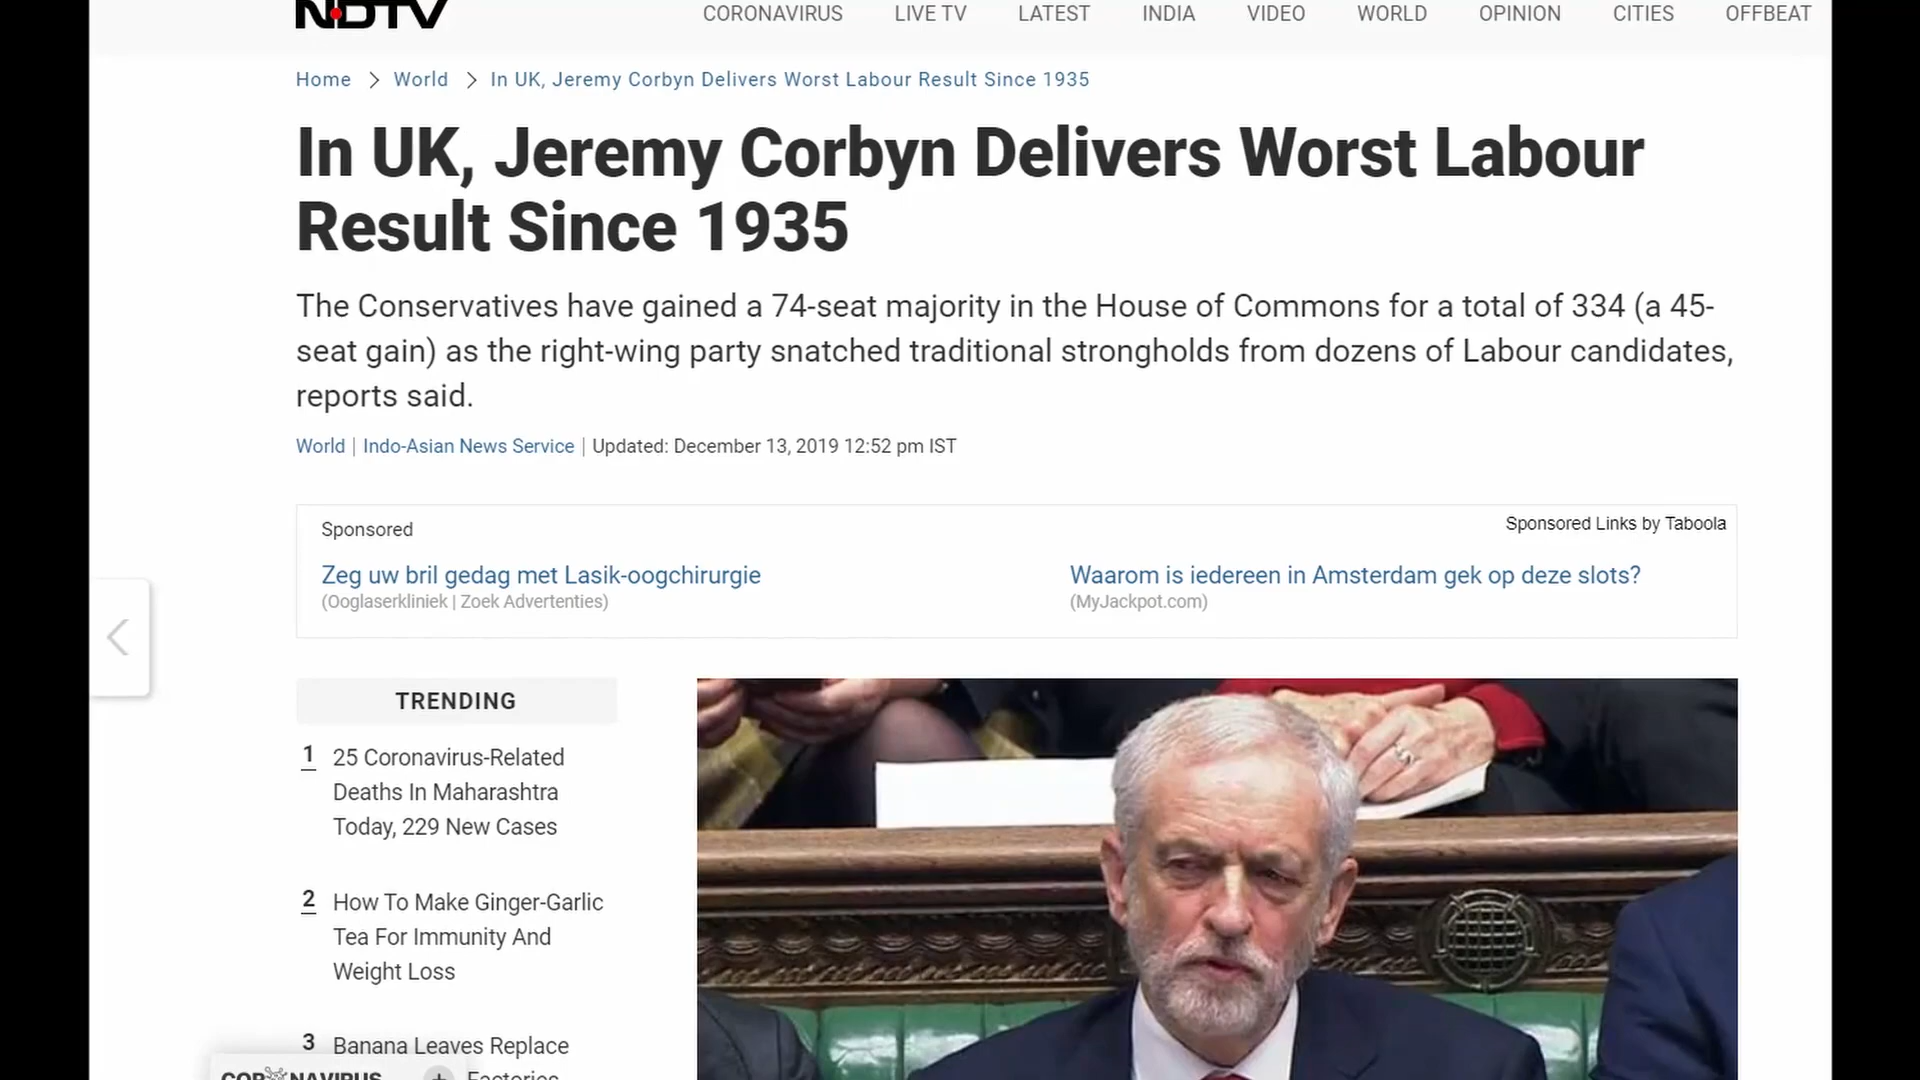 NDTV
CORONAVIRUS LIVE TV LATEST INDIA VIDEO WORLD OPINION CITIES OFFBEAT
Home > World > In UK, Jeremy Corbyn Delivers Worst Labour Result Since 1935
In UK, Jeremy Corbyn Delivers Worst Labour
Result Since 1935
The Conservatives have gained a 74-seat majority in the House of Commons for a total of 334 (a 45-
seat gain) as the right-wing party snatched traditional strongholds from dozens of Labour candidates,
reports said.
World | Indo-Asian News Service | Updated: December 13, 2019 12:52 pm IST
Sponsored
Sponsored Links by Taboola
Zeg uw bril gedag met Lasik-oogchirurgie
(Ooglaserkliniek | Zoek Advertenties)
Waarom is iedereen in Amsterdam gek op deze slots?
(MyJackpot.com)
TRENDING
1 25 Coronavirus-Related
Deaths In Maharashtra
Today, 229 New Cases
2 How To Make Ginger-Garlic
Tea For Immunity And
Weight Loss
3 Banana Leaves Replace
Factories
CORONAVIRUS +